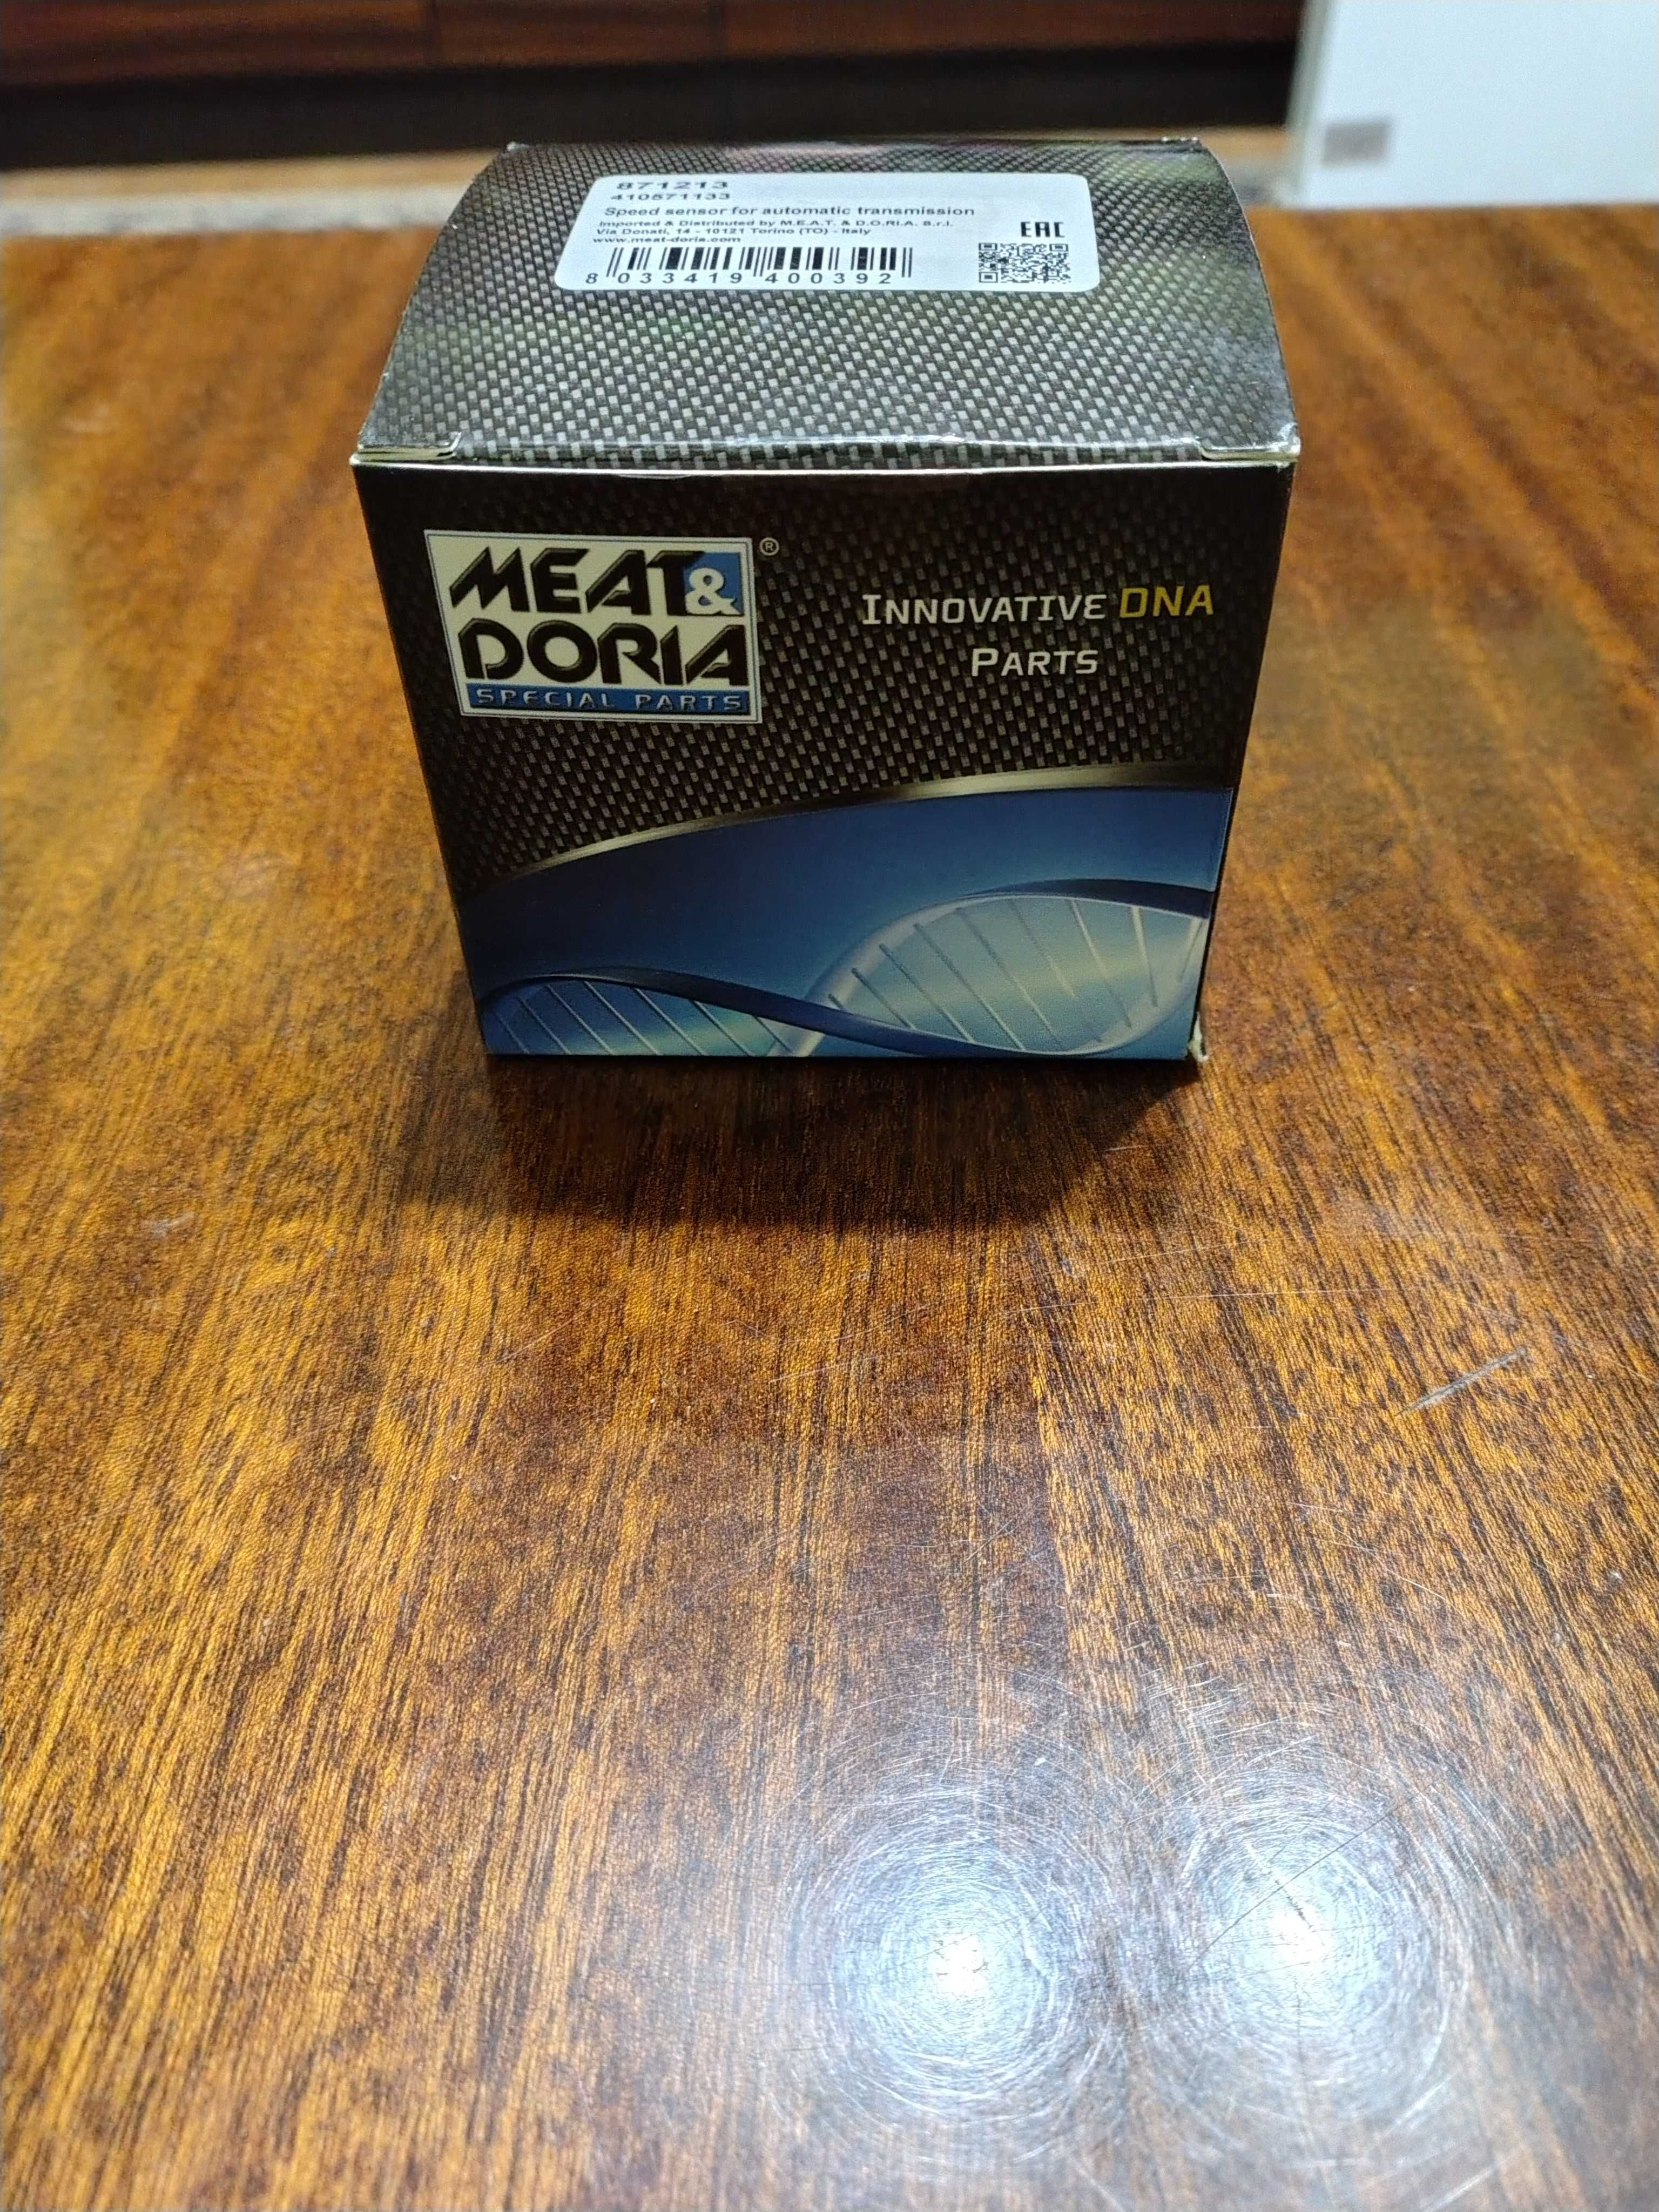 871213
410571133
Speed sensor for automatic transmission
Imported & Distributed by M.E.A.T. & D.O.RI.A. S.r.l.
Via Donati, 14 - 10121 Torino (TO) - Italy
www.meat-doria.com
EAC
8 033419 400392
MEAT&
DORIA
SPECIAL PARTS
®
INNOVATIVE DNA
PARTS